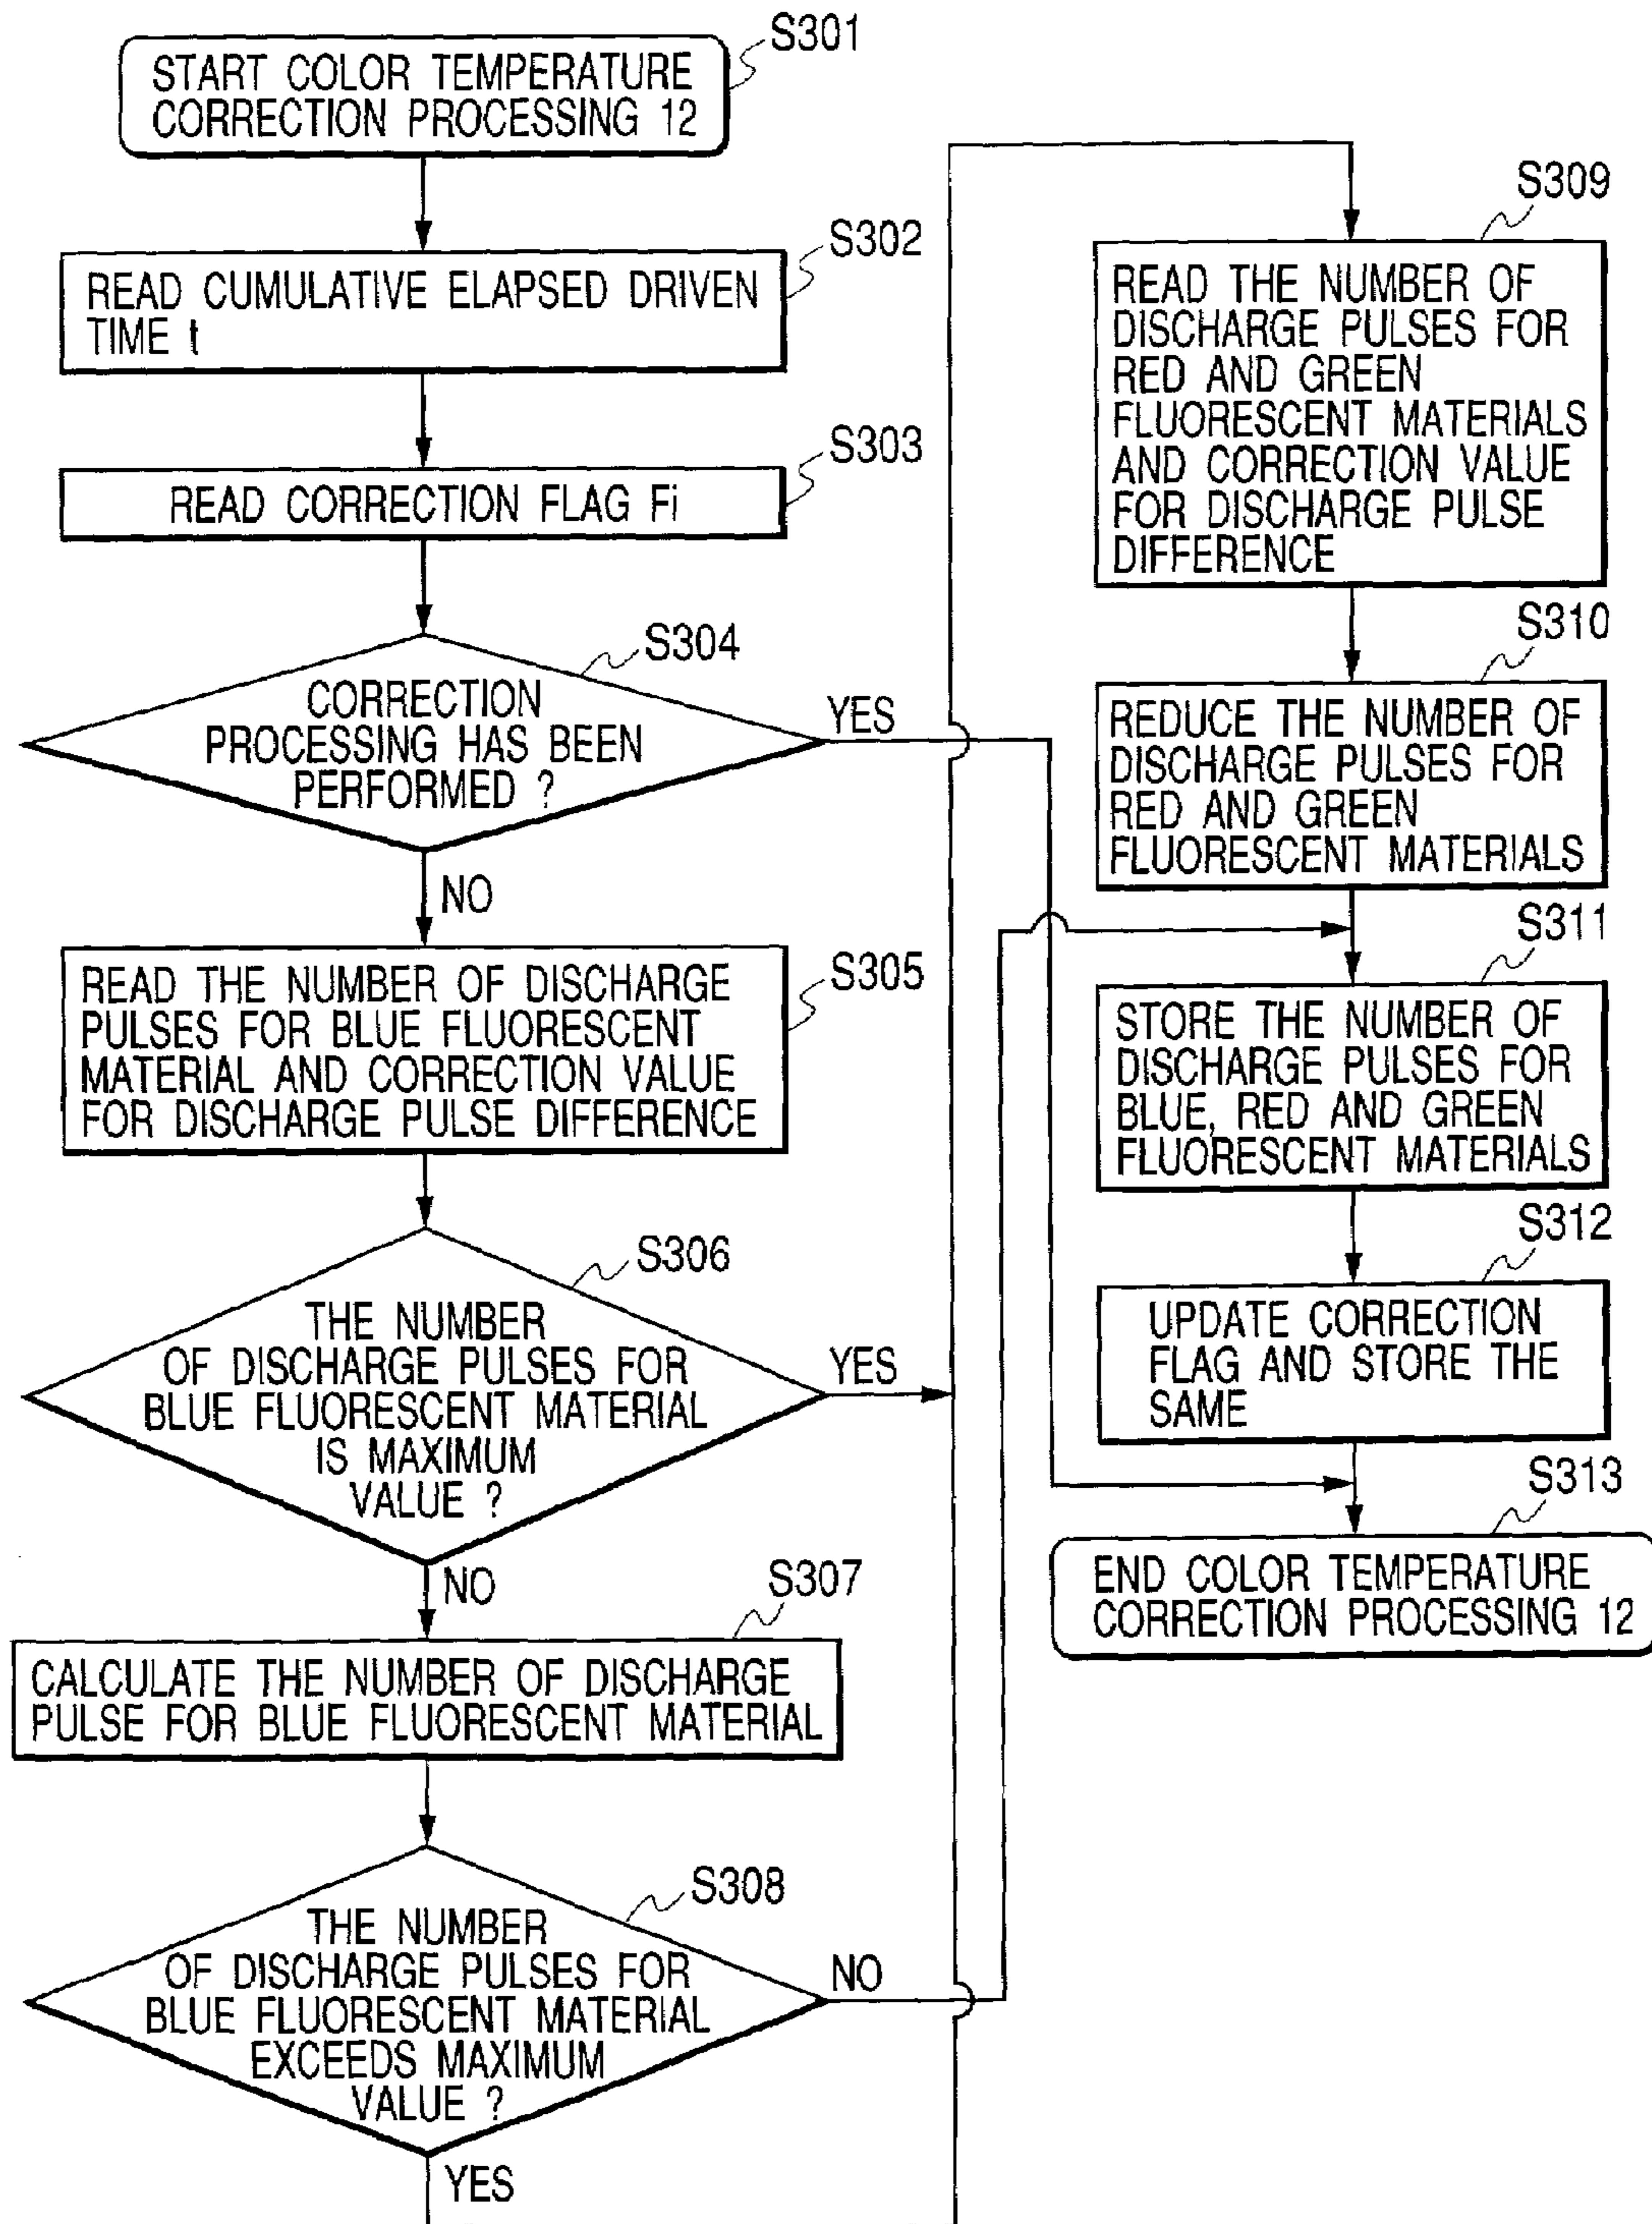 S301
START COLOR TEMPERATURE
CORRECTION PROCESSING 12
S302
READ CUMULATIVE ELAPSED DRIVEN
TIME t
S303
READ CORRECTION FLAG Fi
S304
CORRECTION
PROCESSING HAS BEEN
PERFORMED ?
YES
NO
S305
READ THE NUMBER OF DISCHARGE
PULSES FOR BLUE FLUORESCENT
MATERIAL AND CORRECTION VALUE
FOR DISCHARGE PULSE DIFFERENCE
S306
THE NUMBER
OF DISCHARGE PULSES FOR
BLUE FLUORESCENT MATERIAL
IS MAXIMUM
VALUE ?
YES
NO
S307
CALCULATE THE NUMBER OF DISCHARGE
PULSE FOR BLUE FLUORESCENT MATERIAL
S308
THE NUMBER
OF DISCHARGE PULSES FOR
BLUE FLUORESCENT MATERIAL
EXCEEDS MAXIMUM
VALUE ?
NO
YES
S309
READ THE NUMBER OF
DISCHARGE PULSES FOR
RED AND GREEN
FLUORESCENT MATERIALS
AND CORRECTION VALUE
FOR DISCHARGE PULSE
DIFFERENCE
S310
REDUCE THE NUMBER OF
DISCHARGE PULSES FOR
RED AND GREEN
FLUORESCENT MATERIALS
S311
STORE THE NUMBER OF
DISCHARGE PULSES FOR
BLUE, RED AND GREEN
FLUORESCENT MATERIALS
S312
UPDATE CORRECTION
FLAG AND STORE THE
SAME
S313
END COLOR TEMPERATURE
CORRECTION PROCESSING 12